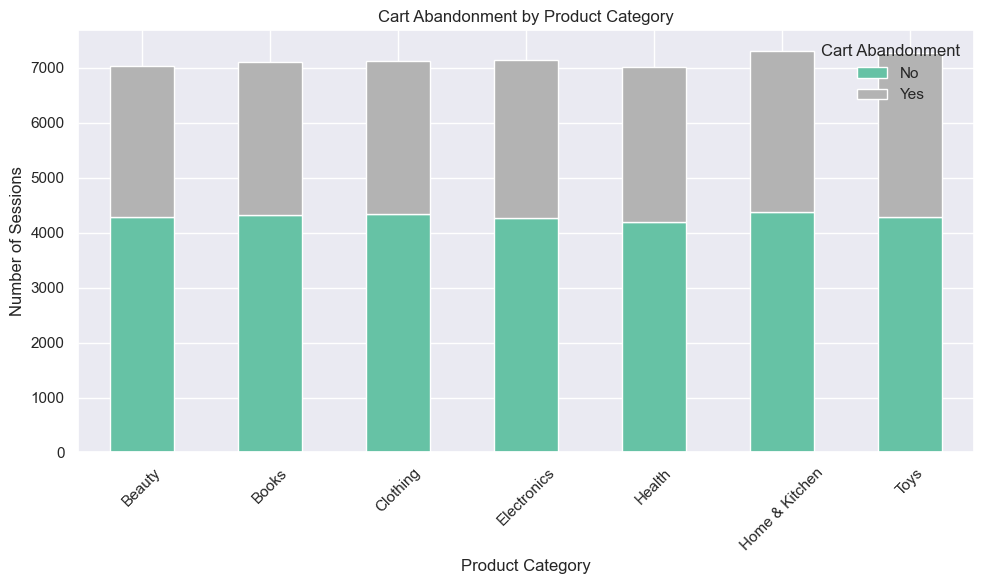 Cart Abandonment by Product Category
Cart Abandonment
No
Yes
Number of Sessions
7000
6000
5000
4000
3000
2000
1000
0
Beauty
Books
Clothing
Electronics
Health
Home & Kitchen
Toys
Product Category